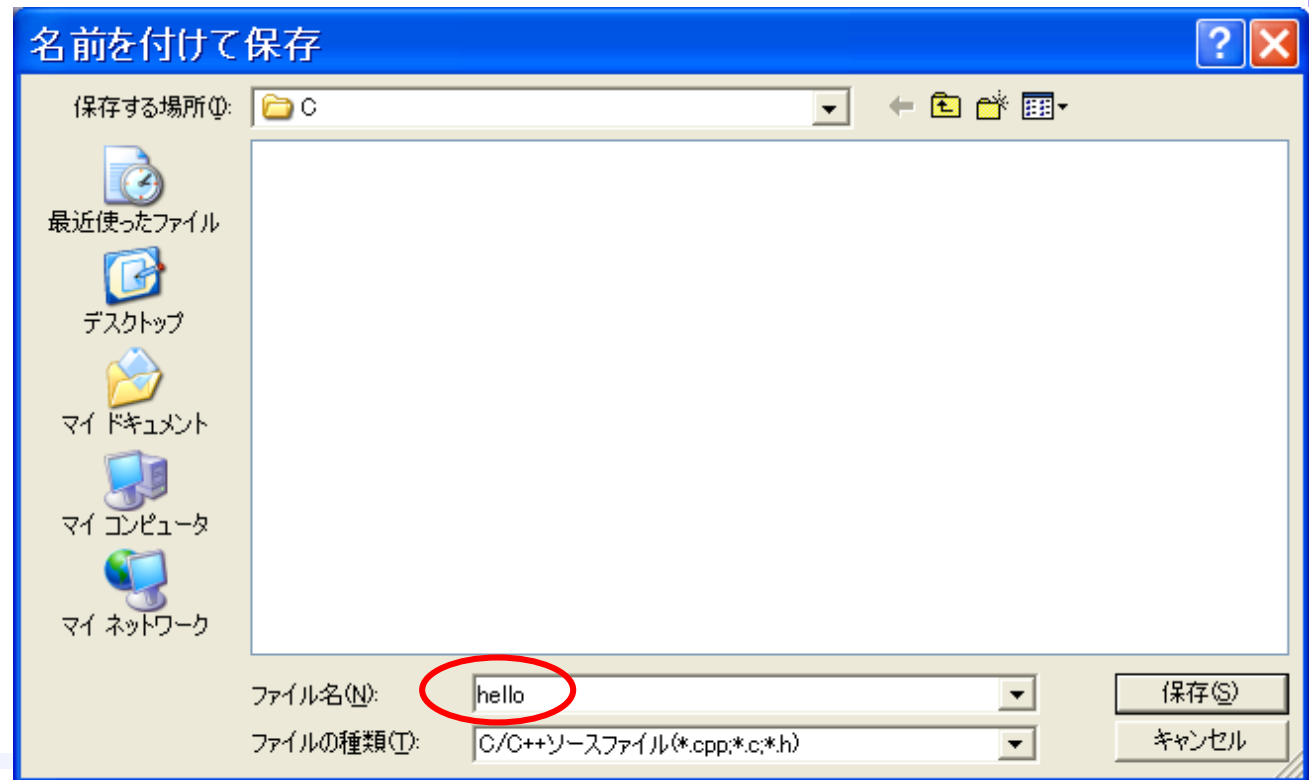 名前を付けて保存
保存する場所(I): C
最近使ったファイル
デスクトップ
マイ ドキュメント
マイ コンピュータ
マイ ネットワーク
ファイル名(N): hello 保存(S)
ファイルの種類(T): C/C++ソースファイル(*.cpp;*.c;*.h) キャンセル